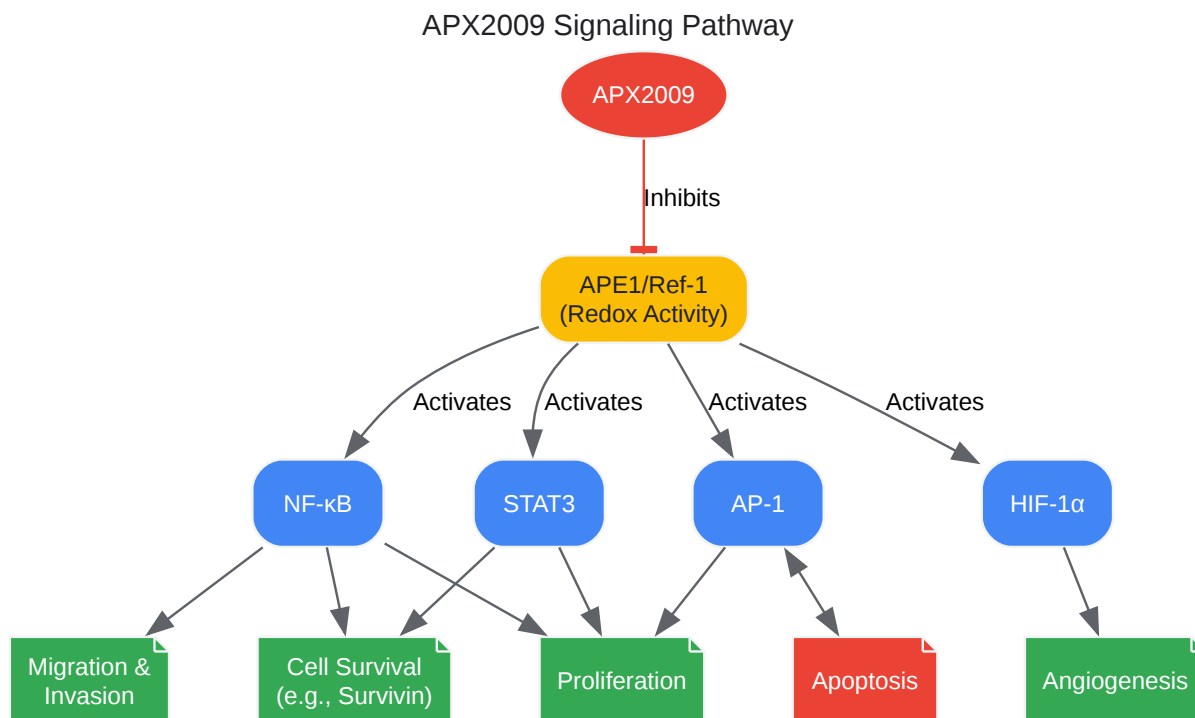 APX2009 Signaling Pathway
APX2009
Inhibits
APE1/Ref-1
(Redox Activity)
Activates
Activates
Activates
Activates
NF-κB
STAT3
AP-1
HIF-1α
Migration &
Invasion
Cell Survival
(e.g., Survivin)
Proliferation
Apoptosis
Angiogenesis